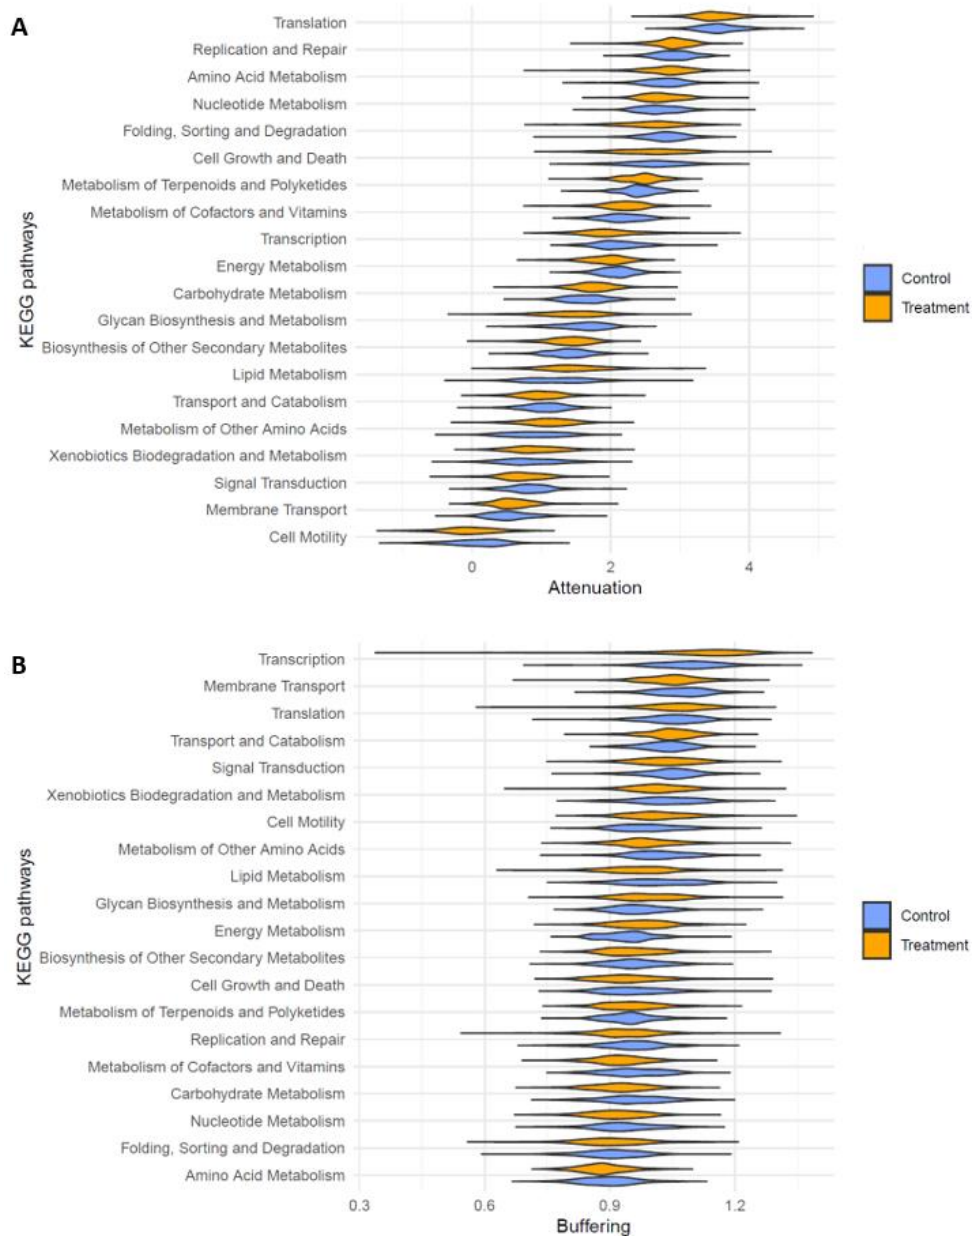 A
KEGG pathways
Translation
Replication and Repair
Amino Acid Metabolism
Nucleotide Metabolism
Folding, Sorting and Degradation
Cell Growth and Death
Metabolism of Terpenoids and Polyketides
Metabolism of Cofactors and Vitamins
Transcription
Energy Metabolism
Carbohydrate Metabolism
Glycan Biosynthesis and Metabolism
Biosynthesis of Other Secondary Metabolites
Lipid Metabolism
Transport and Catabolism
Metabolism of Other Amino Acids
Xenobiotics Biodegradation and Metabolism
Signal Transduction
Membrane Transport
Cell Motility
0 2 4
Attenuation
Control
Treatment
B
KEGG pathways
Transcription
Membrane Transport
Translation
Transport and Catabolism
Signal Transduction
Xenobiotics Biodegradation and Metabolism
Cell Motility
Metabolism of Other Amino Acids
Lipid Metabolism
Glycan Biosynthesis and Metabolism
Energy Metabolism
Biosynthesis of Other Secondary Metabolites
Cell Growth and Death
Metabolism of Terpenoids and Polyketides
Replication and Repair
Metabolism of Cofactors and Vitamins
Carbohydrate Metabolism
Nucleotide Metabolism
Folding, Sorting and Degradation
Amino Acid Metabolism
0.3 0.6 0.9 1.2
Buffering
Control
Treatment